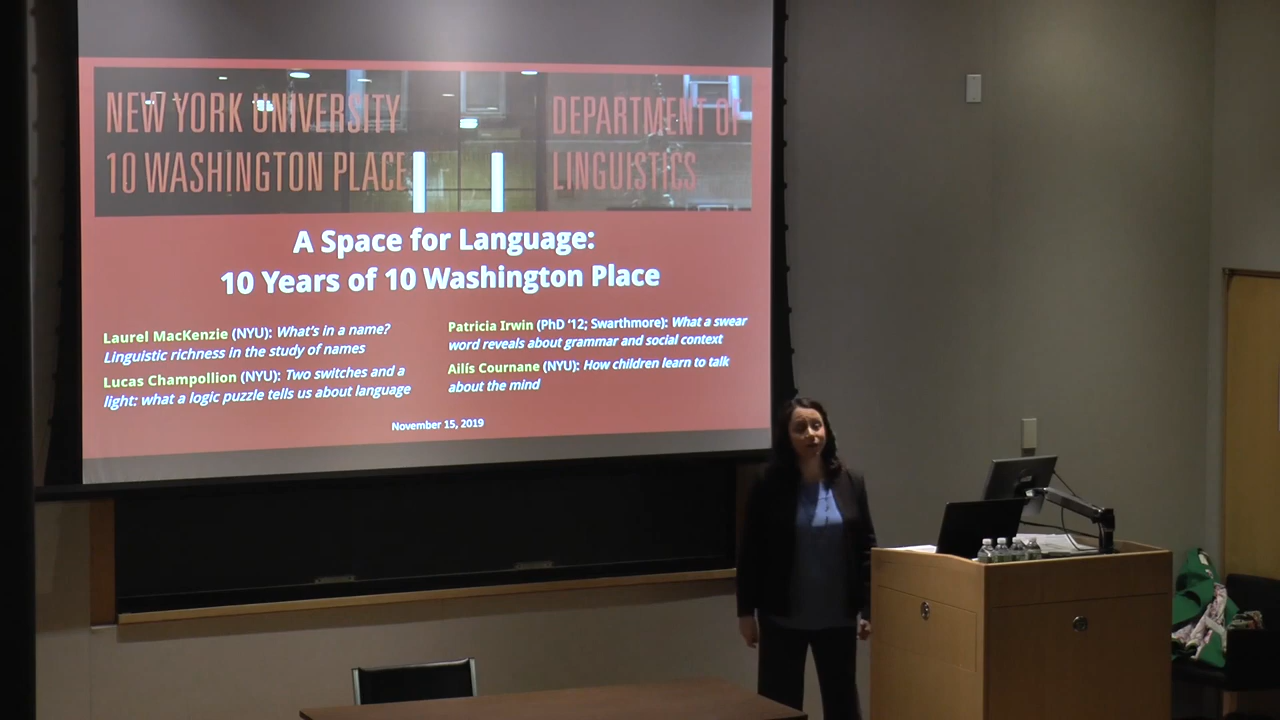 NEW YORK UNIVERSITY
10 WASHINGTON PLACE
DEPARTMENT OF
LINGUISTICS
A Space for Language:
10 Years of 10 Washington Place
Laurel MacKenzie (NYU): What's in a name?
Linguistic richness in the study of names
Lucas Champollion (NYU): Two switches and a
light: what a logic puzzle tells us about language
Patricia Irwin (PhD '12; Swarthmore): What a swear
word reveals about grammar and social context
Ailís Cournane (NYU): How children learn to talk
about the mind
November 15, 2019